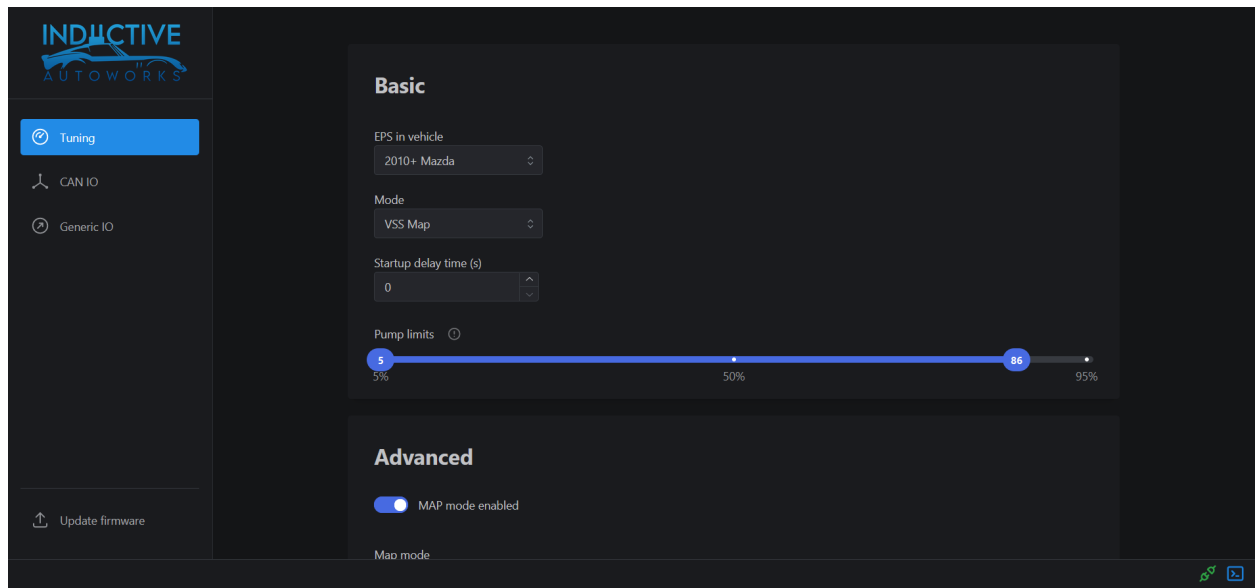 INDUCTIVE
AUTOWORKS
Tuning
CAN IO
Generic IO
Update firmware
Basic
EPS in vehicle
2010+ Mazda
Mode
VSS Map
Startup delay time (s)
0
Pump limits
5
86
5%
50%
95%
Advanced
MAP mode enabled
Map mode